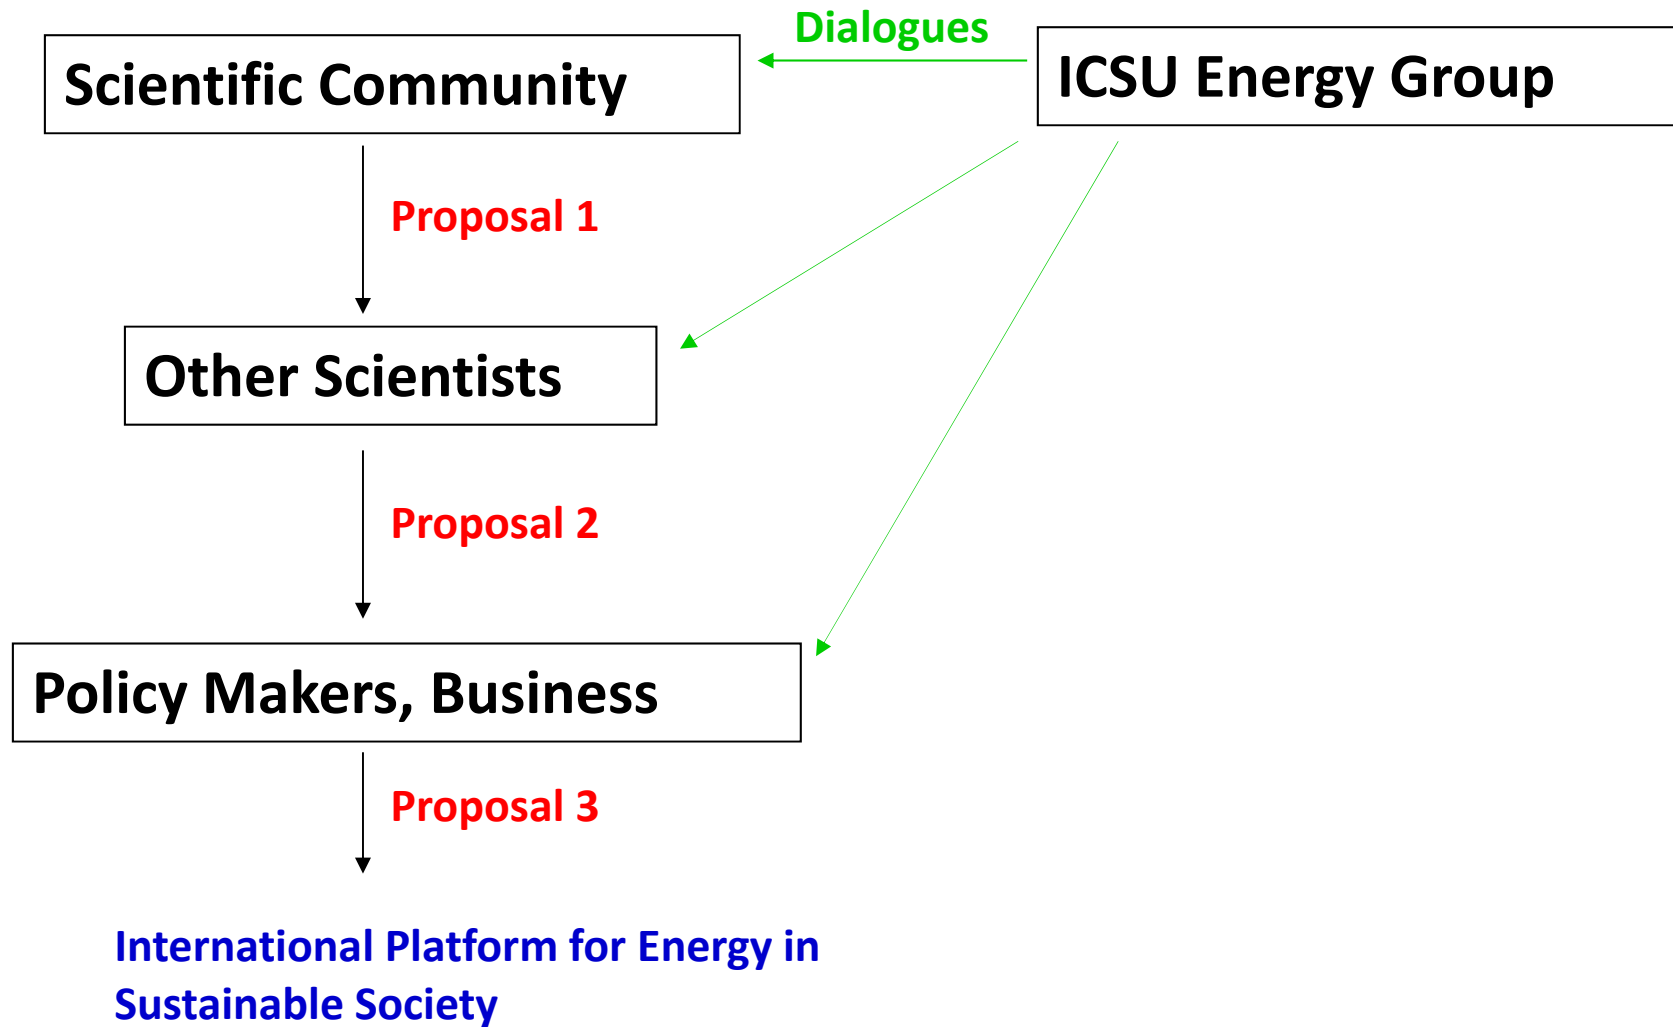 Dialogues
Scientific Community
ICSU Energy Group
Proposal 1
Other Scientists
Proposal 2
Policy Makers, Business
Proposal 3
International Platform for Energy in
Sustainable Society